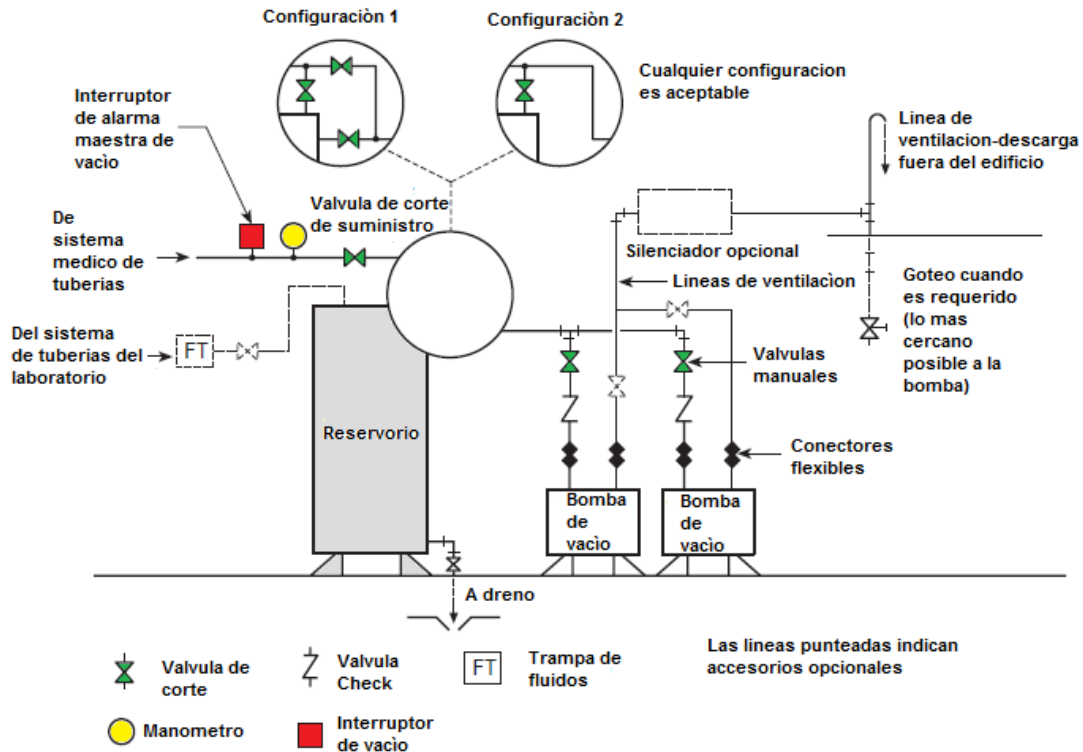 Configuraciòn 1
Configuraciòn 2
Cualquier configuracion
es aceptable
Interruptor
de alarma
maestra de
vacìo
Linea de
ventilacion-descarga
fuera del edificio
De
sistema
medico de
tuberias
Valvula de corte
de suministro
Silenciador opcional
Lineas de ventilaciòn
Goteo cuando
es requerido
(lo mas
cercano
posible a la
bomba)
Del sistema
de tuberias del
laboratorio
FT
Valvulas
manuales
Reservorio
Conectores
flexibles
Bomba
de
vacìo
Bomba
de
vacìo
A dreno
Valvula de
corte
Valvula
Check
FT
Trampa de
fluidos
Las lineas punteadas indican
accesorios opcionales
Manometro
Interruptor
de vacìo